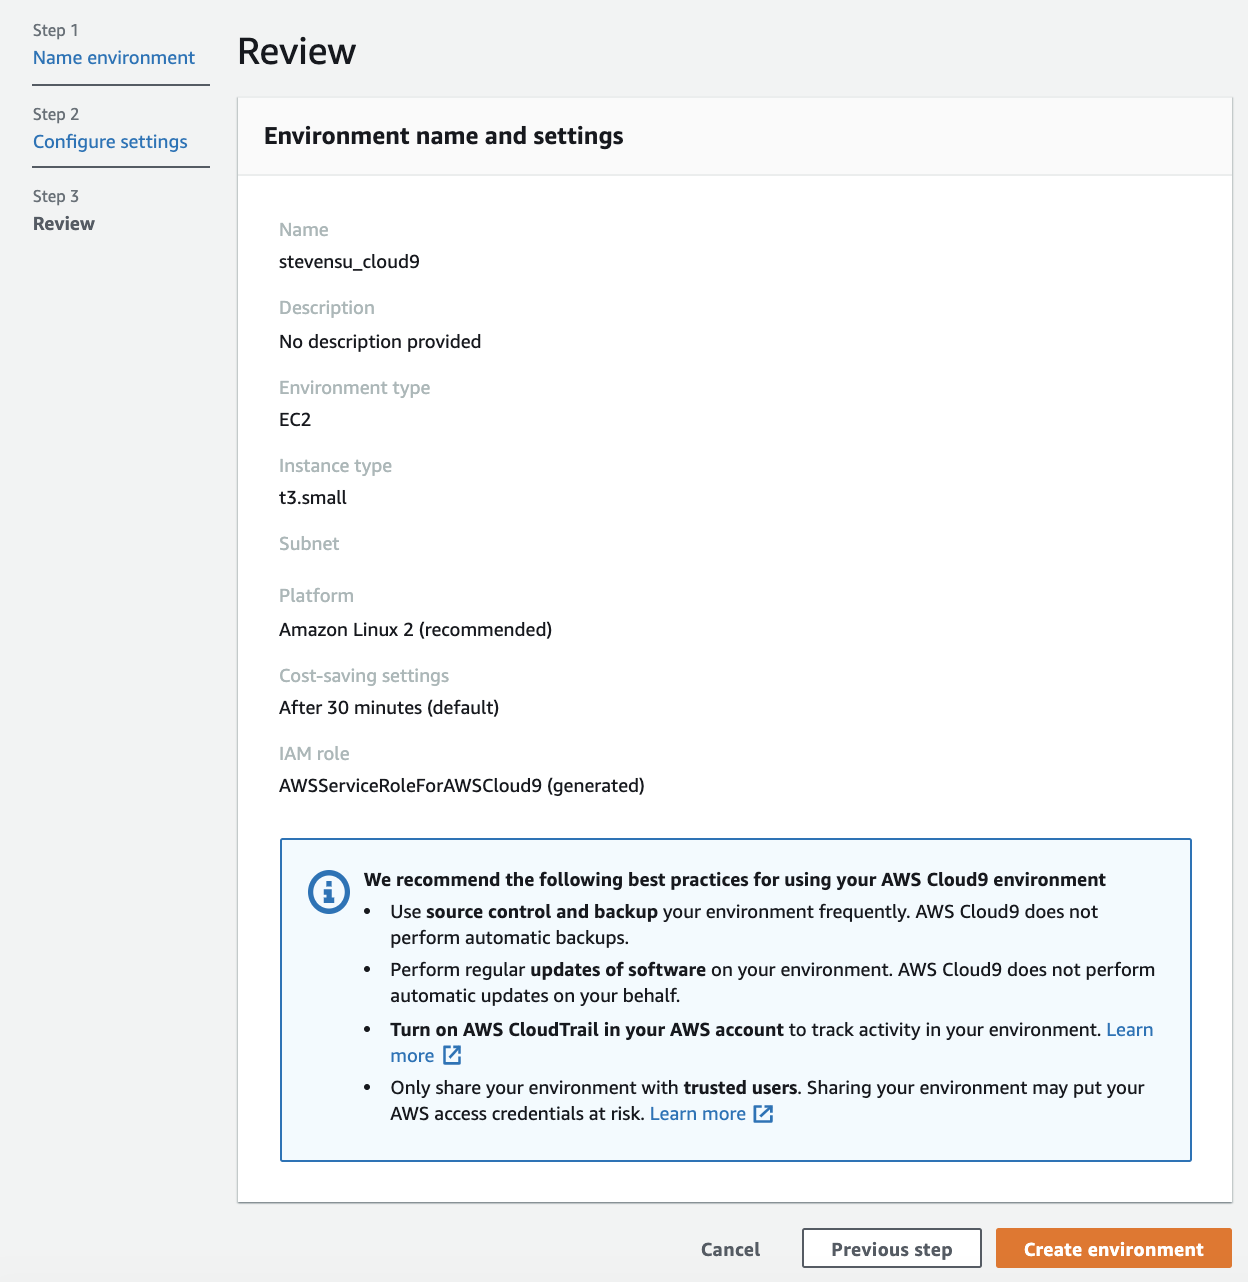 Step 1
Name environment
Step 2
Configure settings
Step 3
Review
Review
Environment name and settings
Name
stevensu_cloud9
Description
No description provided
Environment type
EC2
Instance type
t3.small
Subnet
Platform
Amazon Linux 2 (recommended)
Cost-saving settings
After 30 minutes (default)
IAM role
AWSServiceRoleForAWSCloud9 (generated)
We recommend the following best practices for using your AWS Cloud9 environment
• Use source control and backup your environment frequently. AWS Cloud9 does not
perform automatic backups.
• Perform regular updates of software on your environment. AWS Cloud9 does not perform
automatic updates on your behalf.
• Turn on AWS CloudTrail in your AWS account to track activity in your environment. Learn
more
• Only share your environment with trusted users. Sharing your environment may put your
AWS access credentials at risk. Learn more
Cancel
Previous step
Create environment